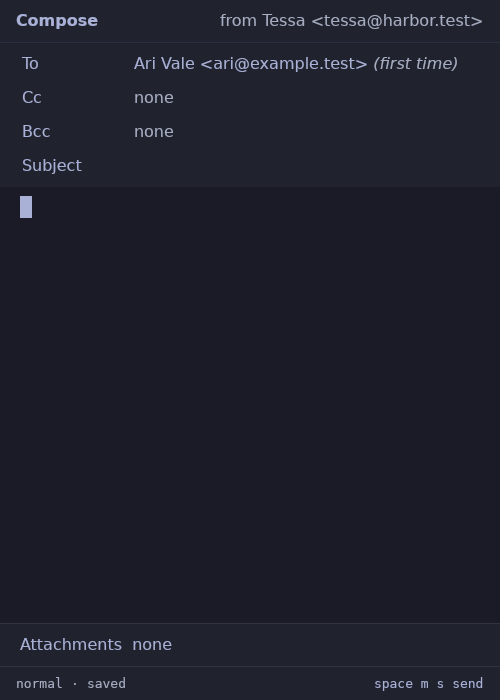 Compose from Tessa <tessa@harbor.test>
To Ari Vale <ari@example.test> (first time)
Cc none
Bcc none
Subject
Attachments none
normal · saved space m s send